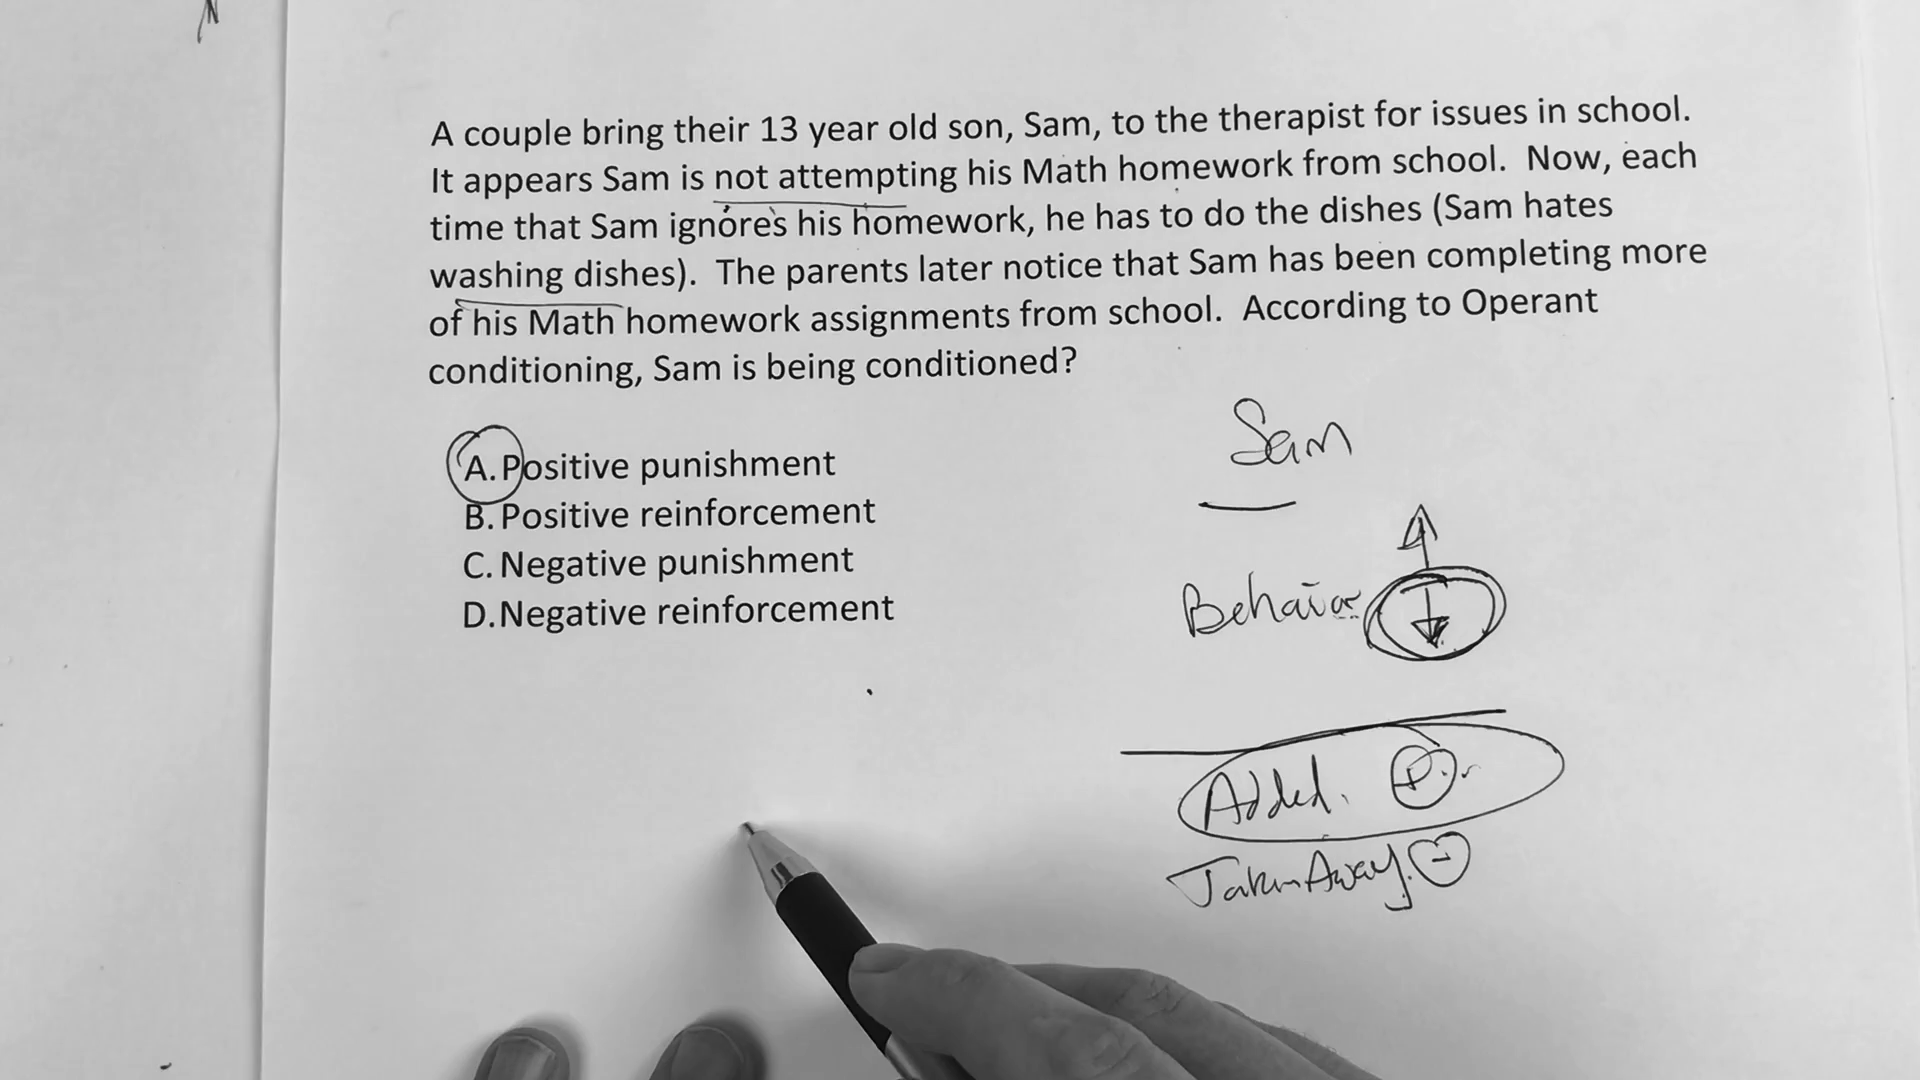 A couple bring their 13 year old son, Sam, to the therapist for issues in school.
It appears Sam is not attempting his Math homework from school. Now, each
time that Sam ignores his homework, he has to do the dishes (Sam hates
washing dishes). The parents later notice that Sam has been completing more
of his Math homework assignments from school. According to Operant
conditioning, Sam is being conditioned?
A. Positive punishment
B. Positive reinforcement
C. Negative punishment
D. Negative reinforcement
Sam
Behavior
Added. +
Taken Away. -